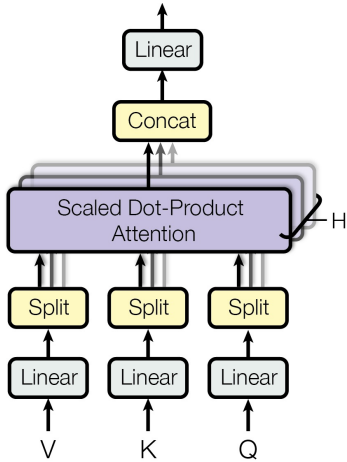 Linear
Concat
Scaled Dot-Product
Attention
H
Split Split Split
Linear Linear Linear
V K Q